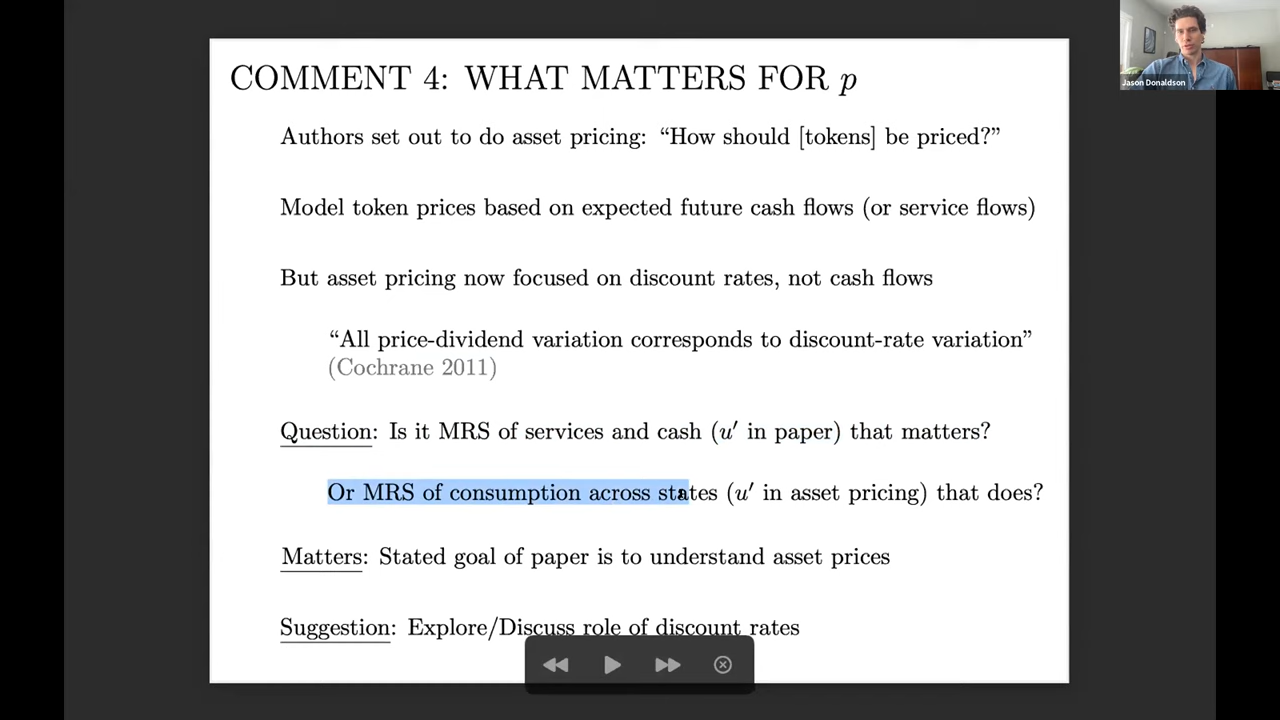 COMMENT 4: WHAT MATTERS FOR p
Jason Donaldson
Authors set out to do asset pricing: “How should [tokens] be priced?”
Model token prices based on expected future cash flows (or service flows)
But asset pricing now focused on discount rates, not cash flows
“All price-dividend variation corresponds to discount-rate variation”
(Cochrane 2011)
Question: Is it MRS of services and cash (u′ in paper) that matters?
Or MRS of consumption across states (u′ in asset pricing) that does?
Matters: Stated goal of paper is to understand asset prices
Suggestion: Explore/Discuss role of discount rates